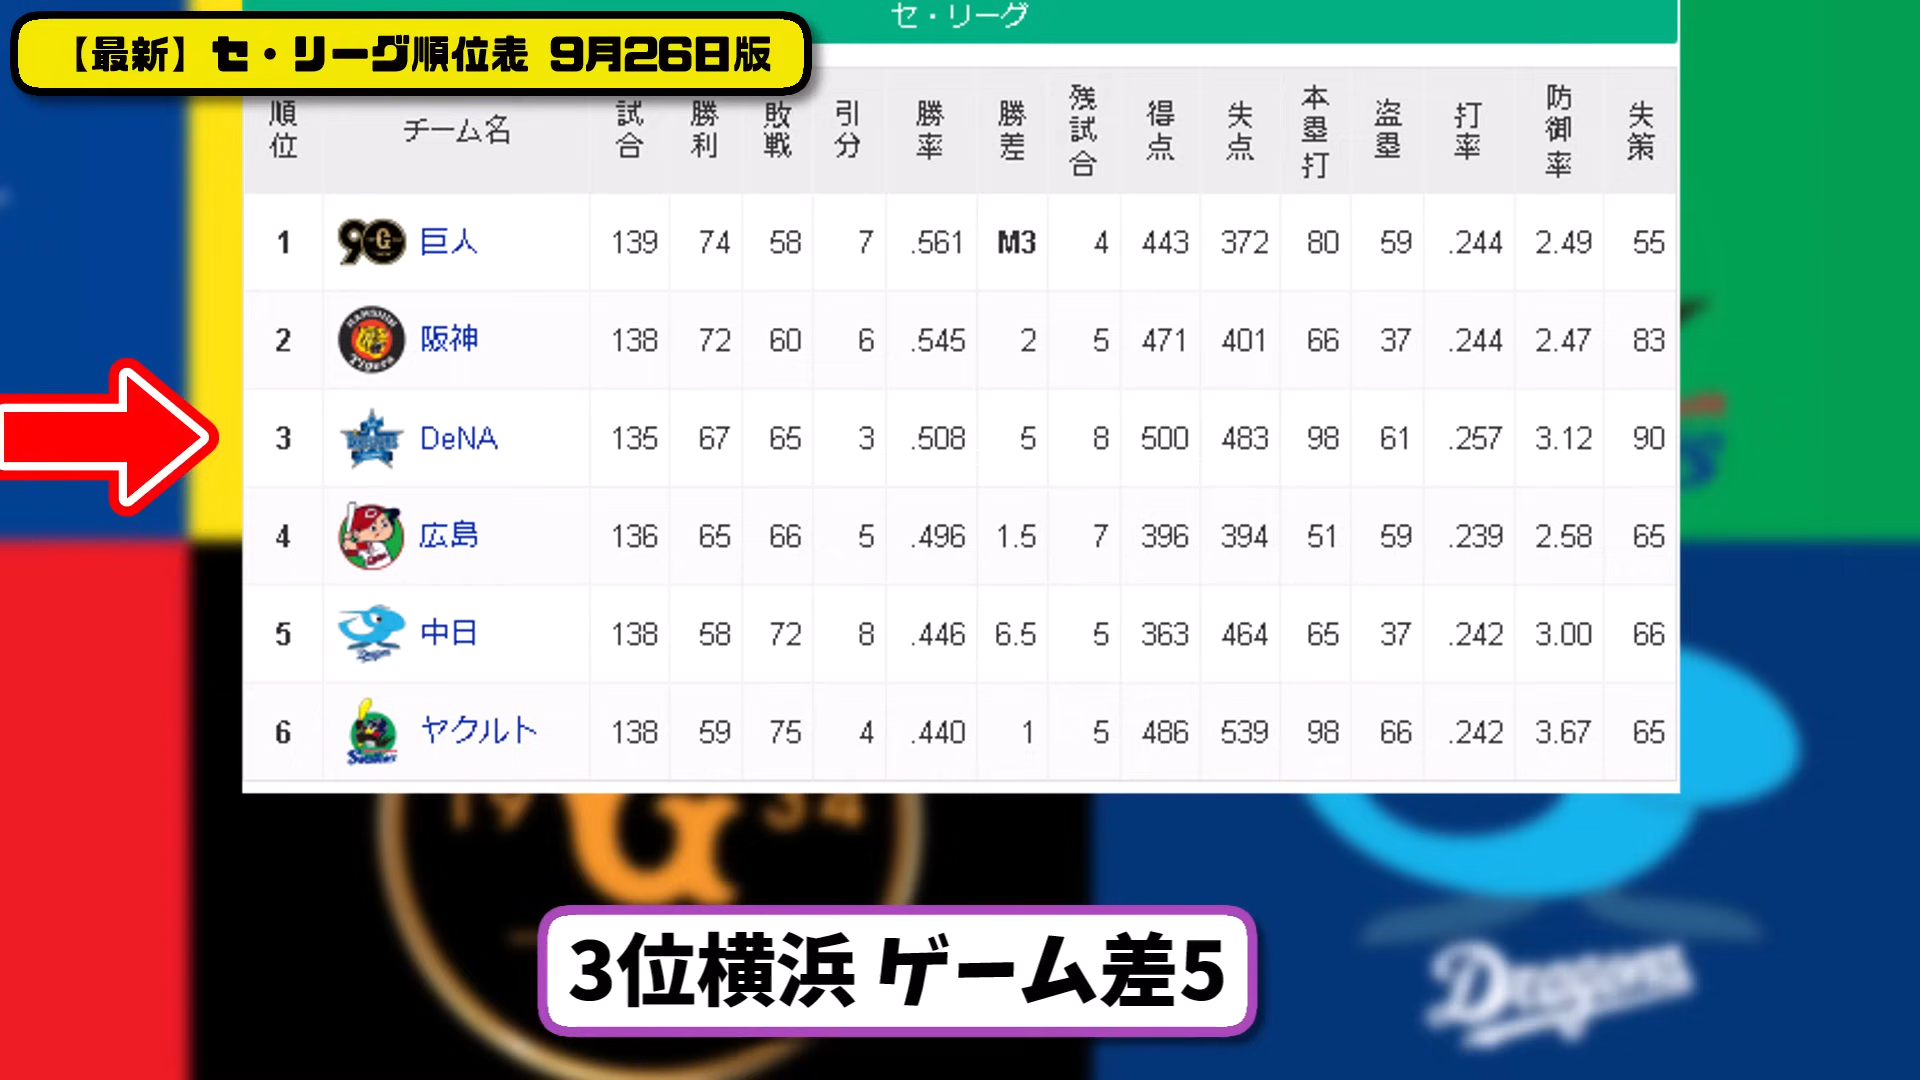 セ・リーグ
【最新】セ・リーグ順位表 9月26日版
順位 チーム名 試合 勝利 敗戦 引分 勝率 勝差 残試合 得点 失点 本塁打 盗塁 打率 防御率 失策
1 巨人 139 74 58 7 .561 M3 4 443 372 80 59 .244 2.49 55
2 阪神 138 72 60 6 .545 2 5 471 401 66 37 .244 2.47 83
3 DeNA 135 67 65 3 .508 5 8 500 483 98 61 .257 3.12 90
4 広島 136 65 66 5 .496 1.5 7 396 394 51 59 .239 2.58 65
5 中日 138 58 72 8 .446 6.5 5 363 464 65 37 .242 3.00 66
6 ヤクルト 138 59 75 4 .440 1 5 486 539 98 66 .242 3.67 65
19 G 34
3位横浜 ゲーム差5
Dragons